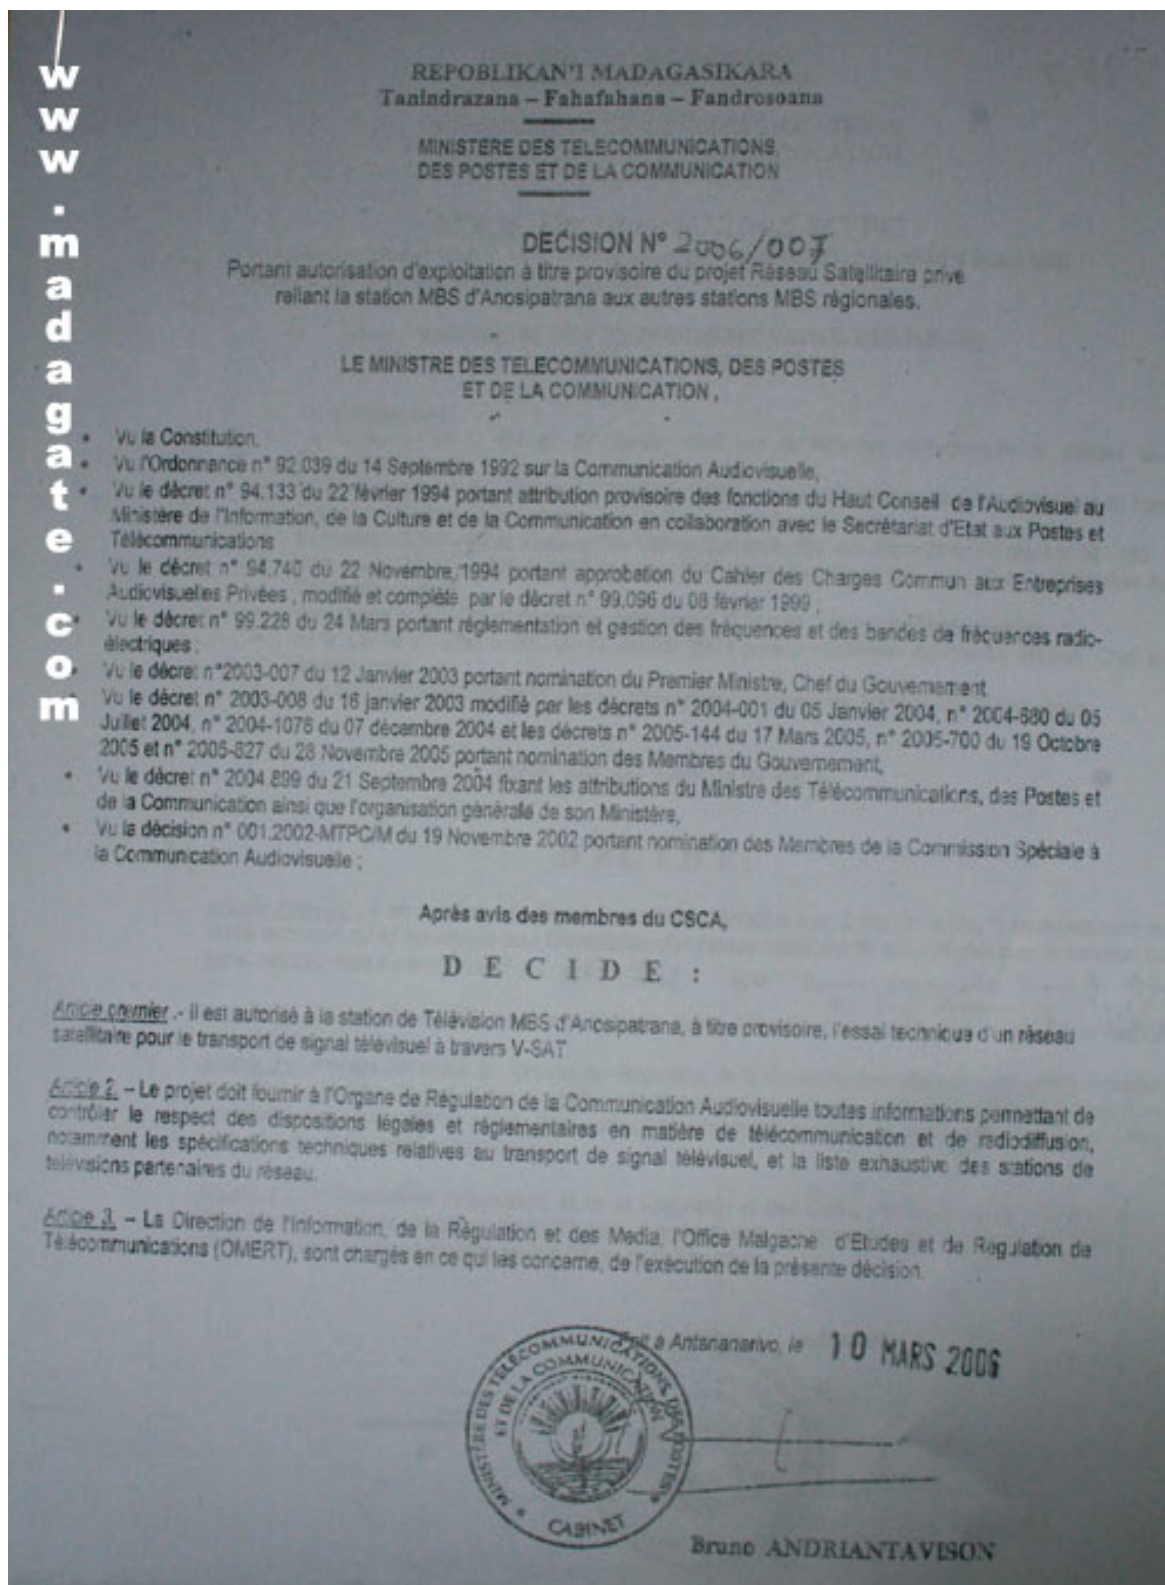 www.madagate.com
REPOBLIKAN'I MADAGASIKARA
Tanindrazana – Fahafahana – Fandrosoana
MINISTERE DES TELECOMMUNICATIONS,
DES POSTES ET DE LA COMMUNICATION
DECISION N° 2006/007
Portant autorisation d'exploitation à titre provisoire du projet Réseau Satellitaire privé
reliant la station MBS d'Anosipatrana aux autres stations MBS régionales.
LE MINISTRE DES TELECOMMUNICATIONS, DES POSTES
ET DE LA COMMUNICATION,
• Vu la Constitution,
• Vu l'Ordonnance n° 92.039 du 14 Septembre 1992 sur la Communication Audiovisuelle,
• Vu le décret n° 94.133 du 22 février 1994 portant attribution provisoire des fonctions du Haut Conseil de l'Audiovisuel au
Ministère de l'Information, de la Culture et de la Communication en collaboration avec le Secrétariat d'Etat aux Postes et
Télécommunications
• Vu le décret n° 94.740 du 22 Novembre 1994 portant approbation du Cahier des Charges Commun aux Entreprises
Audiovisuelles Privées , modifié et complété par le décret n° 99.096 du 08 février 1999 ;
• Vu le décret n° 99.228 du 24 Mars portant réglementation et gestion des fréquences et des bandes de fréquences radio-
électriques ;
• Vu le décret n°2003-007 du 12 Janvier 2003 portant nomination du Premier Ministre, Chef du Gouvernement
• Vu le décret n° 2003-008 du 16 janvier 2003 modifié par les décrets n° 2004-001 du 05 Janvier 2004, n° 2004-680 du 05
Juillet 2004, n° 2004-1076 du 07 décembre 2004 et les décrets n° 2005-144 du 17 Mars 2005, n° 2005-700 du 19 Octobre
2005 et n° 2005-827 du 28 Novembre 2005 portant nomination des Membres du Gouvernement,
• Vu le décret n° 2004.899 du 21 Septembre 2004 fixant les attributions du Ministre des Télécommunications, des Postes et
de la Communication ainsi que l'organisation générale de son Ministère,
• Vu la décision n° 001.2002-MTPC/M du 19 Novembre 2002 portant nomination des Membres de la Commission Spéciale à
la Communication Audiovisuelle ;
Après avis des membres du CSCA,
D E C I D E :
Article premier .- Il est autorisé à la station de Télévision MBS d'Anosipatrana, à titre provisoire, l'essai technique d'un réseau
satellitaire pour le transport de signal télévisuel à travers V-SAT.
Article 2. – Le projet doit fournir à l'Organe de Régulation de la Communication Audiovisuelle toutes informations permettant de
contrôler le respect des dispositions légales et réglementaires en matière de télécommunication et de radiodiffusion,
notamment les spécifications techniques relatives au transport de signal télévisuel, et la liste exhaustive des stations de
télévisions partenaires du réseau.
Article 3. – La Direction de l'Information, de la Régulation et des Media, l'Office Malgache d'Etudes et de Regulation de
Télécommunications (OMERT), sont chargés en ce qui les concerne, de l'exécution de la présente décision.
Fait à Antananarivo, le 10 MARS 2006
MINISTÈRE DES TELECOMMUNICATIONS, DES POSTES
ET DE LA COMMUNICATION
CABINET
Bruno ANDRIANTAVISON